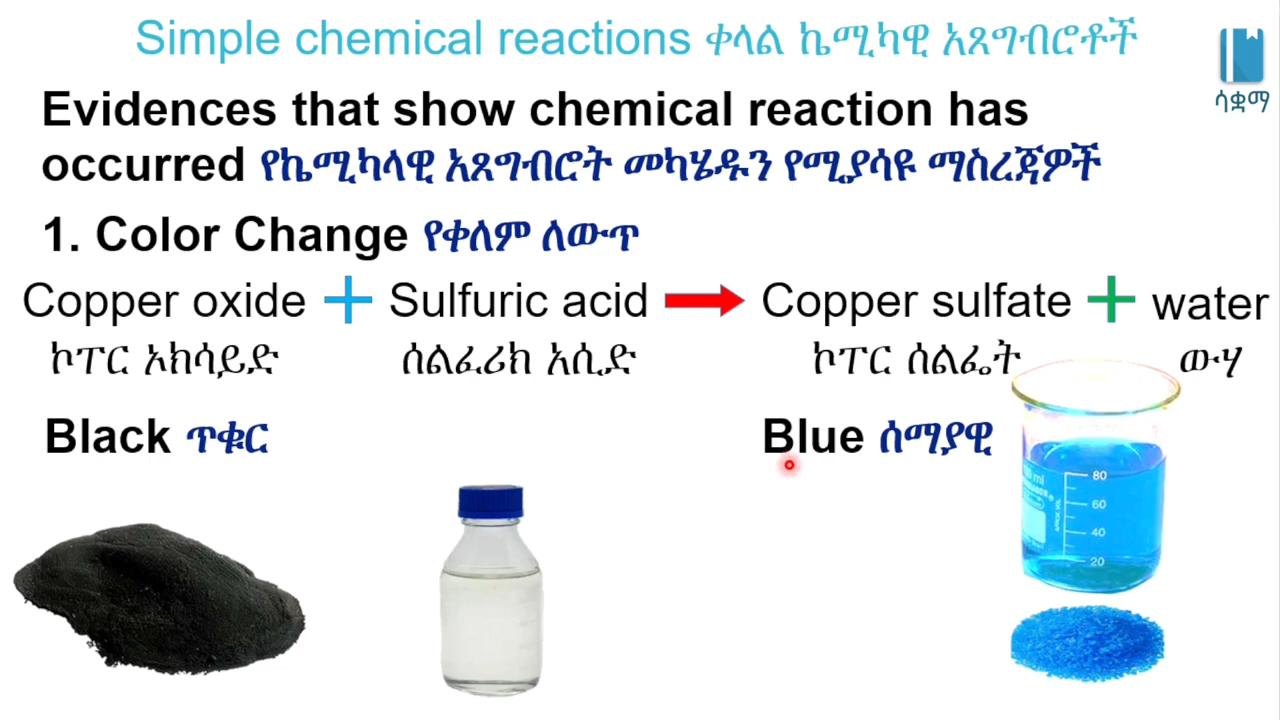 Simple chemical reactions ቀላል ኬሚካዊ አጸግብሮቶች
ሳቋማ
Evidences that show chemical reaction has
occurred የኬሚካላዊ አጸግብሮት መካሄዱን የሚያሳዩ ማስረጃዎች
1. Color Change የቀለም ለውጥ
Copper oxide + Sulfuric acid → Copper sulfate + water
ኮፐር ኦክሳይድ ሰልፈሪክ አሲድ ኮፐር ሰልፌት ውሃ
Black ጥቁር Blue ሰማያዊ
80
60
40
20